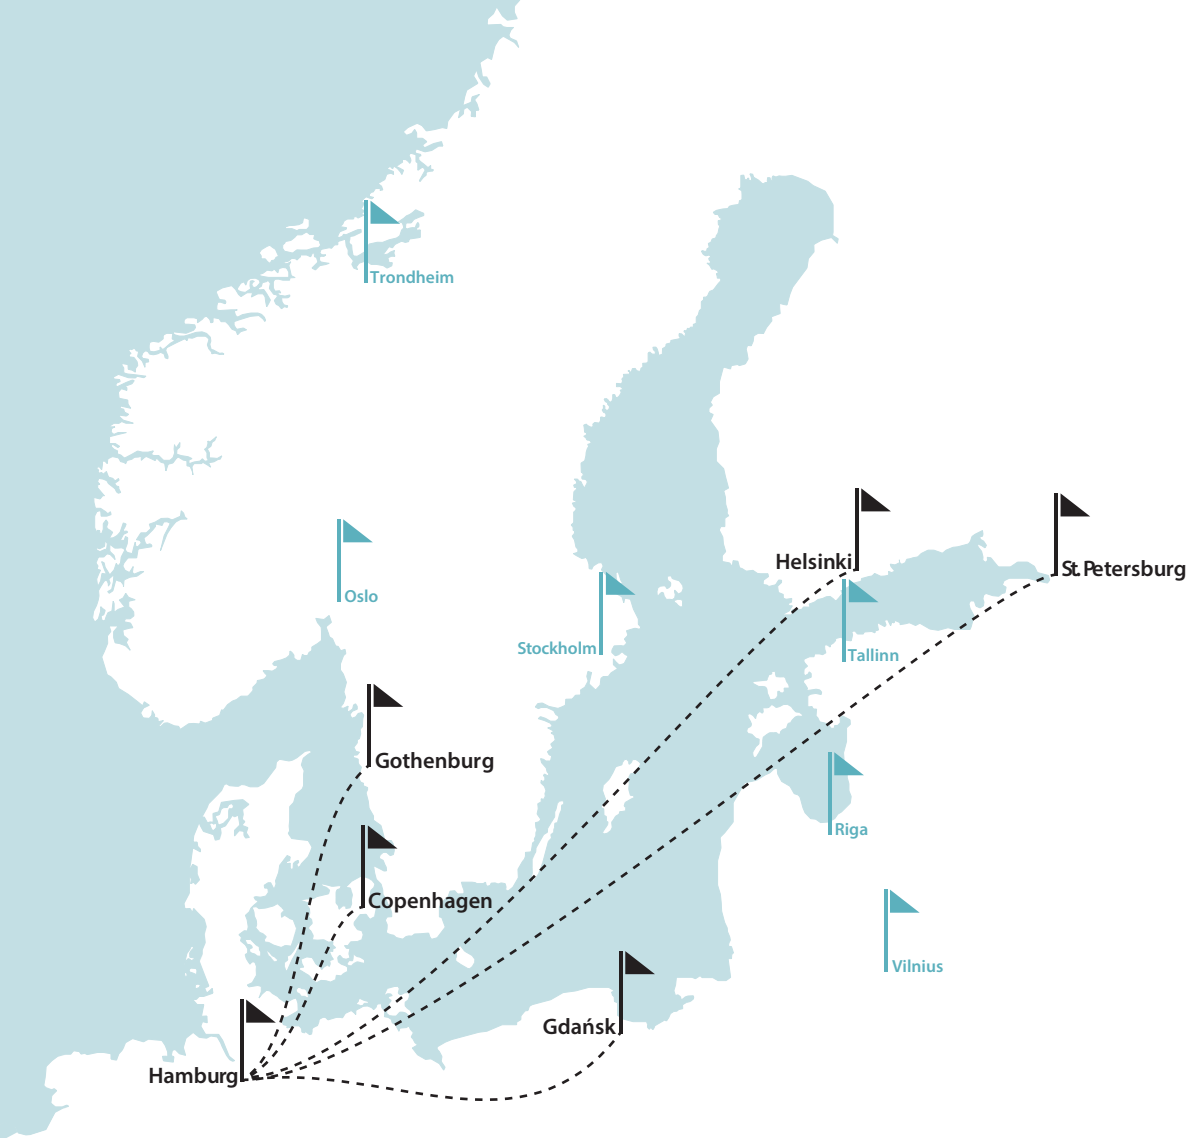 Trondheim
Helsinki
St. Petersburg
Oslo
Stockholm
Tallinn
Gothenburg
Riga
Copenhagen
Vilnius
Gdańsk
Hamburg